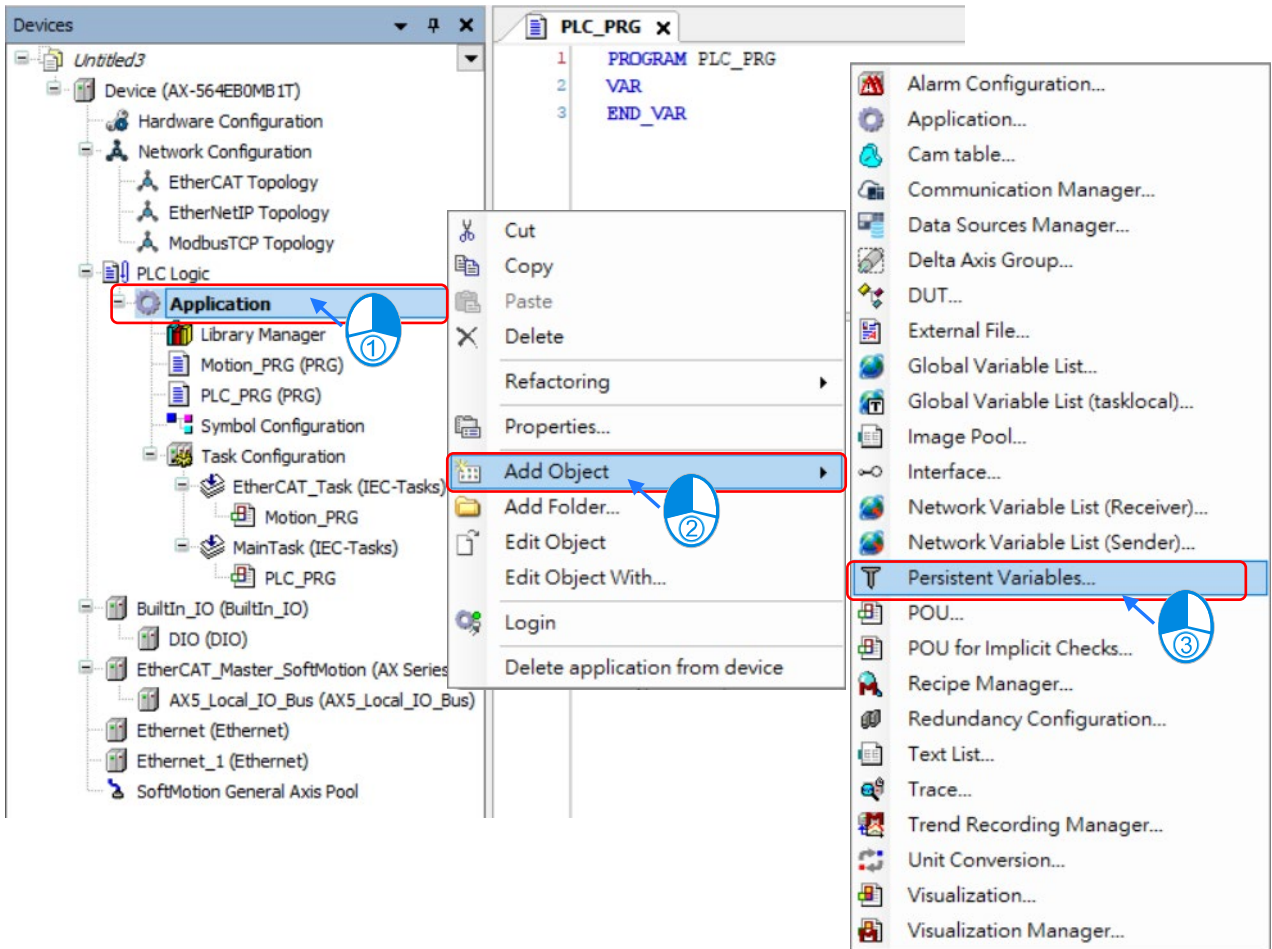 Devices
Untitled3
Device (AX-564EB0MB1T)
Hardware Configuration
Network Configuration
EtherCAT Topology
EtherNetIP Topology
ModbusTCP Topology
PLC Logic
Application
Library Manager
Motion_PRG (PRG)
PLC_PRG (PRG)
Symbol Configuration
Task Configuration
EtherCAT_Task (IEC-Tasks)
Motion_PRG
MainTask (IEC-Tasks)
PLC_PRG
BuiltIn_IO (BuiltIn_IO)
DIO (DIO)
EtherCAT_Master_SoftMotion (AX Series
AX5_Local_IO_Bus (AX5_Local_IO_Bus)
Ethernet (Ethernet)
Ethernet_1 (Ethernet)
SoftMotion General Axis Pool
①
PLC_PRG
1 PROGRAM PLC_PRG
2 VAR
3 END_VAR
Cut
Copy
Paste
Delete
Refactoring
Properties...
Add Object
Add Folder...
Edit Object
Edit Object With...
Login
Delete application from device
②
Alarm Configuration...
Application...
Cam table...
Communication Manager...
Data Sources Manager...
Delta Axis Group...
DUT...
External File...
Global Variable List...
Global Variable List (tasklocal)...
Image Pool...
Interface...
Network Variable List (Receiver)...
Network Variable List (Sender)...
Persistent Variables...
POU...
POU for Implicit Checks...
Recipe Manager...
Redundancy Configuration...
Text List...
Trace...
Trend Recording Manager...
Unit Conversion...
Visualization...
Visualization Manager...
③